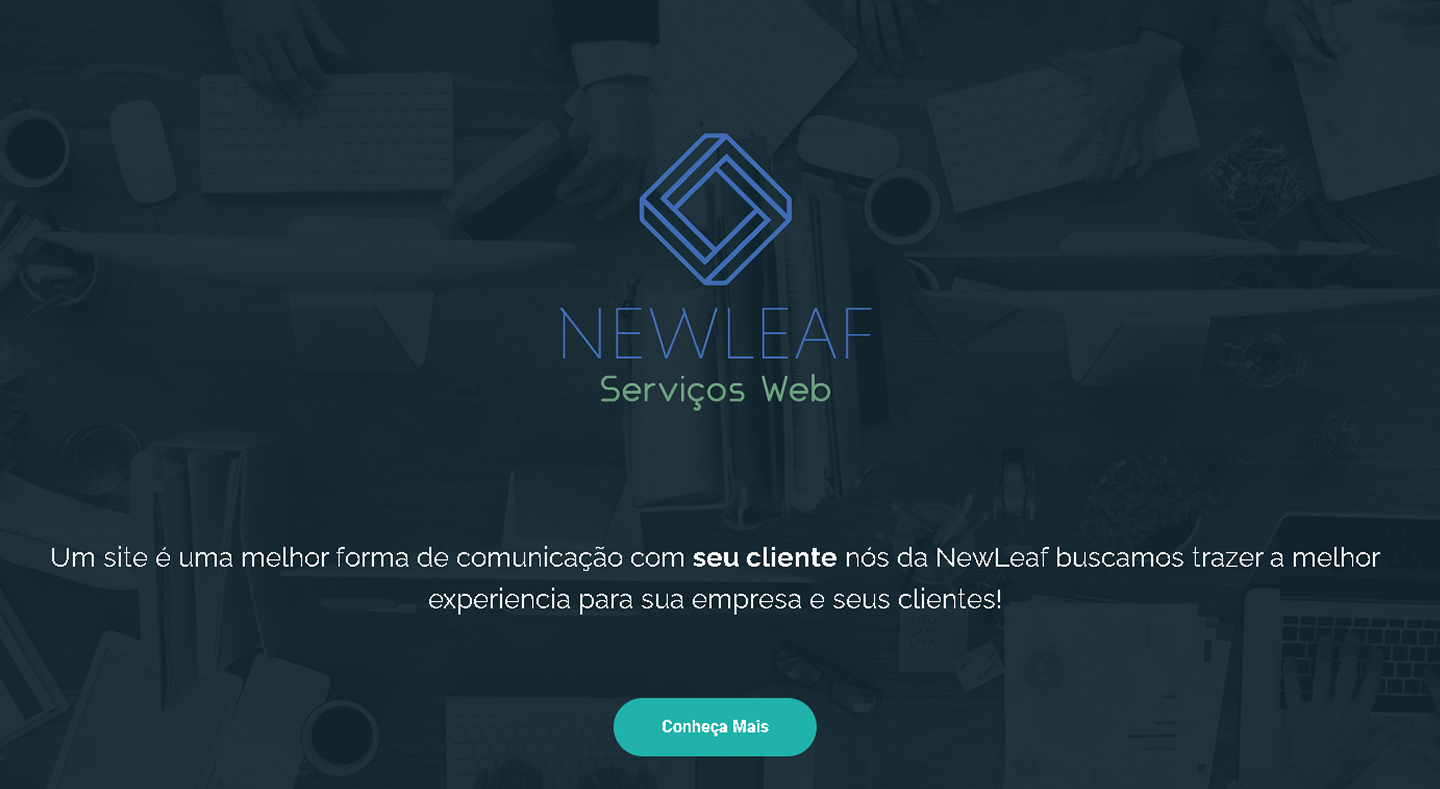 NEWLEAF
Serviços Web
Um site é uma melhor forma de comunicação com seu cliente nós da NewLeaf buscamos trazer a melhor
experiencia para sua empresa e seus clientes!
Conheça Mais